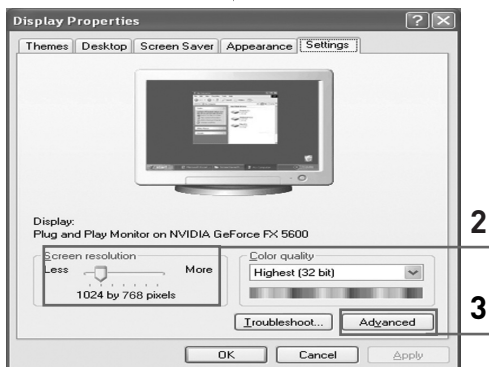 Display Properties
Themes Desktop Screen Saver Appearance Settings
Display:
Plug and Play Monitor on NVIDIA GeForce FX 5600
Screen resolution
Less More
1024 by 768 pixels
Color quality
Highest (32 bit)
2
Troubleshoot... Advanced
3
OK Cancel Apply